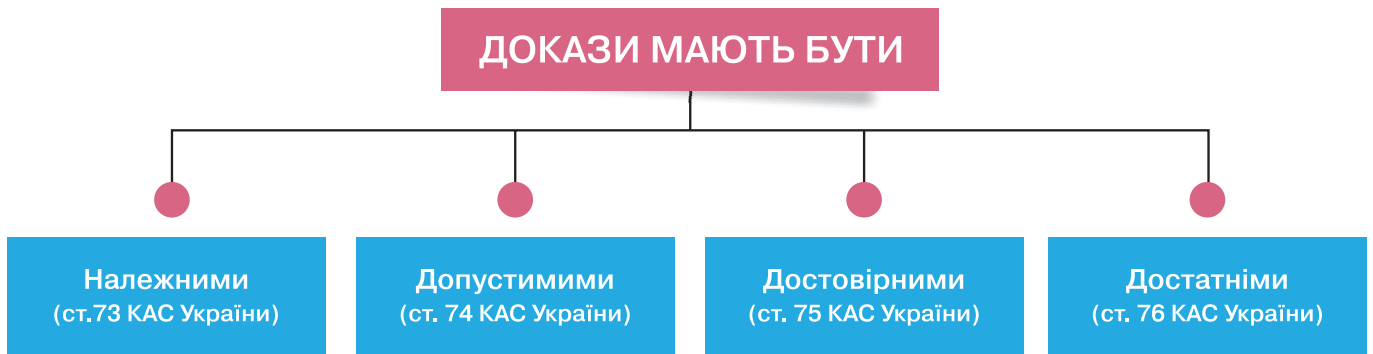 ДОКАЗИ МАЮТЬ БУТИ
Належними
(ст.73 КАС України)
Допустимими
(ст. 74 КАС України)
Достовірними
(ст. 75 КАС України)
Достатніми
(ст. 76 КАС України)